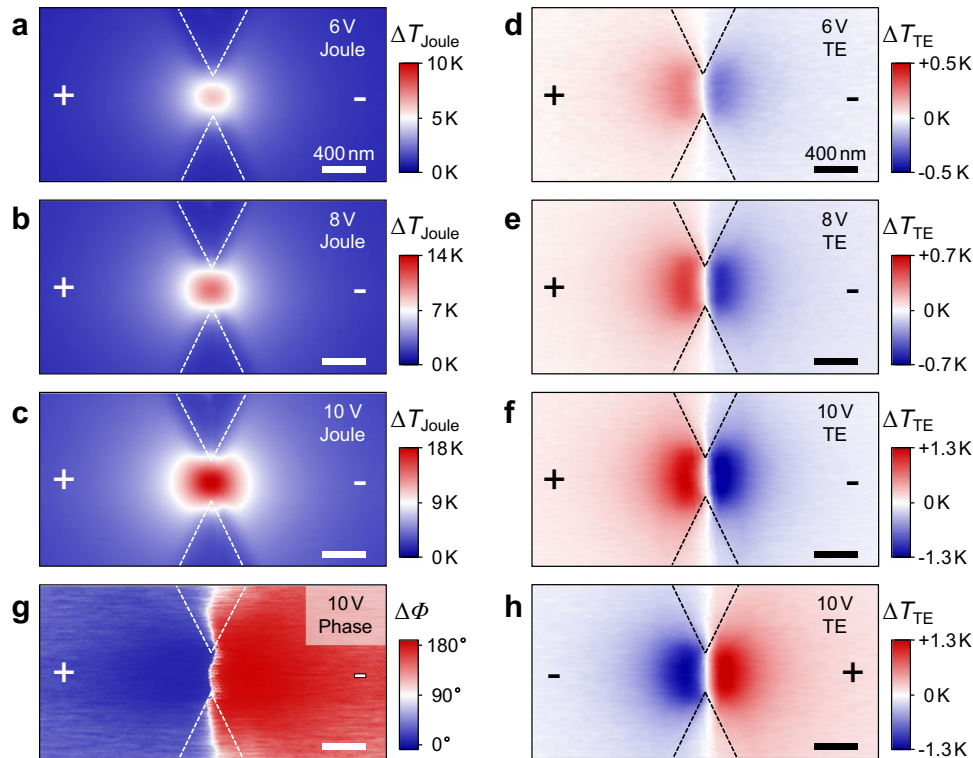 a
6 V
Joule
+
-
400 nm
ΔT_Joule
10 K
5 K
0 K
d
6 V
TE
+
-
400 nm
ΔT_TE
+0.5 K
0 K
-0.5 K
b
8 V
Joule
+
-
ΔT_Joule
14 K
7 K
0 K
e
8 V
TE
+
-
ΔT_TE
+0.7 K
0 K
-0.7 K
c
10 V
Joule
+
-
ΔT_Joule
18 K
9 K
0 K
f
10 V
TE
+
-
ΔT_TE
+1.3 K
0 K
-1.3 K
g
10 V
Phase
+
-
ΔΦ
180°
90°
0°
h
10 V
TE
-
+
ΔT_TE
+1.3 K
0 K
-1.3 K